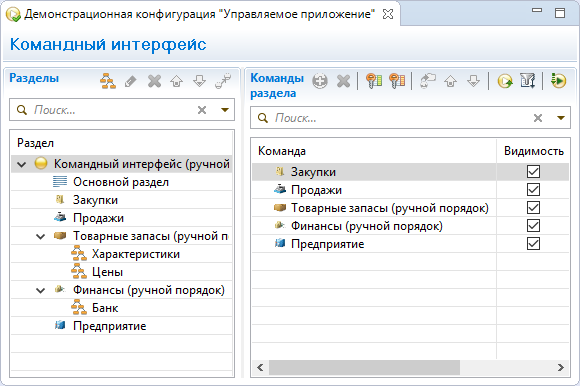 Демонстрационная конфигурация "Управляемое приложение"
Командный интерфейс
Разделы
Поиск...
Раздел
Командный интерфейс (ручной
Основной раздел
Закупки
Продажи
Товарные запасы (ручной п
Характеристики
Цены
Финансы (ручной порядок)
Банк
Предприятие
Команды
раздела
Поиск...
Команда Видимость
Закупки
Продажи
Товарные запасы (ручной порядок)
Финансы (ручной порядок)
Предприятие